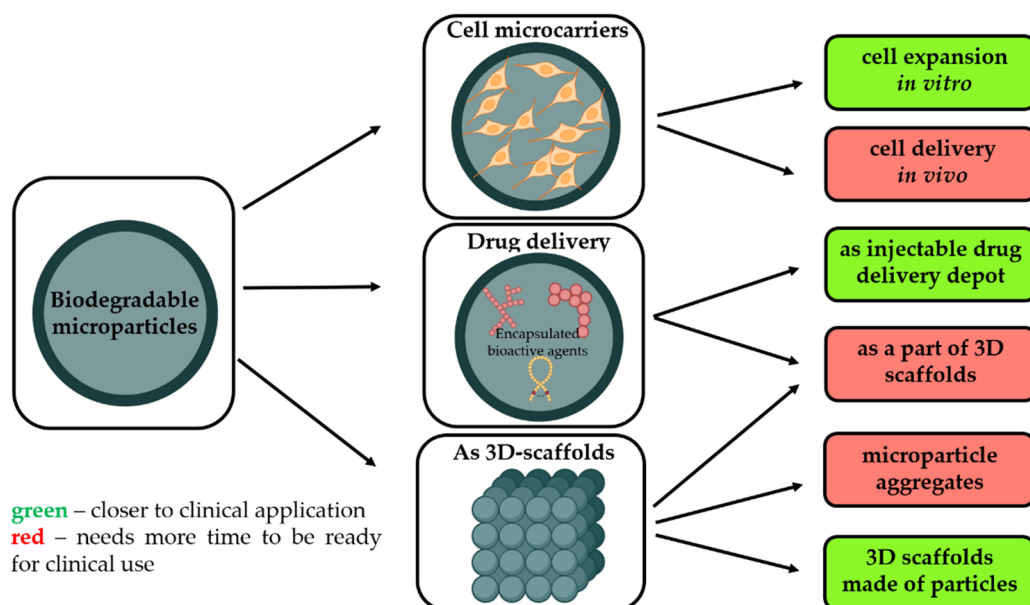 Cell microcarriers
cell expansion
in vitro
cell delivery
in vivo
Biodegradable
microparticles
Drug delivery
Encapsulated
bioactive agents
as injectable drug
delivery depot
as a part of 3D
scaffolds
As 3D-scaffolds
microparticle
aggregates
3D scaffolds
made of particles
green – closer to clinical application
red – needs more time to be ready
for clinical use